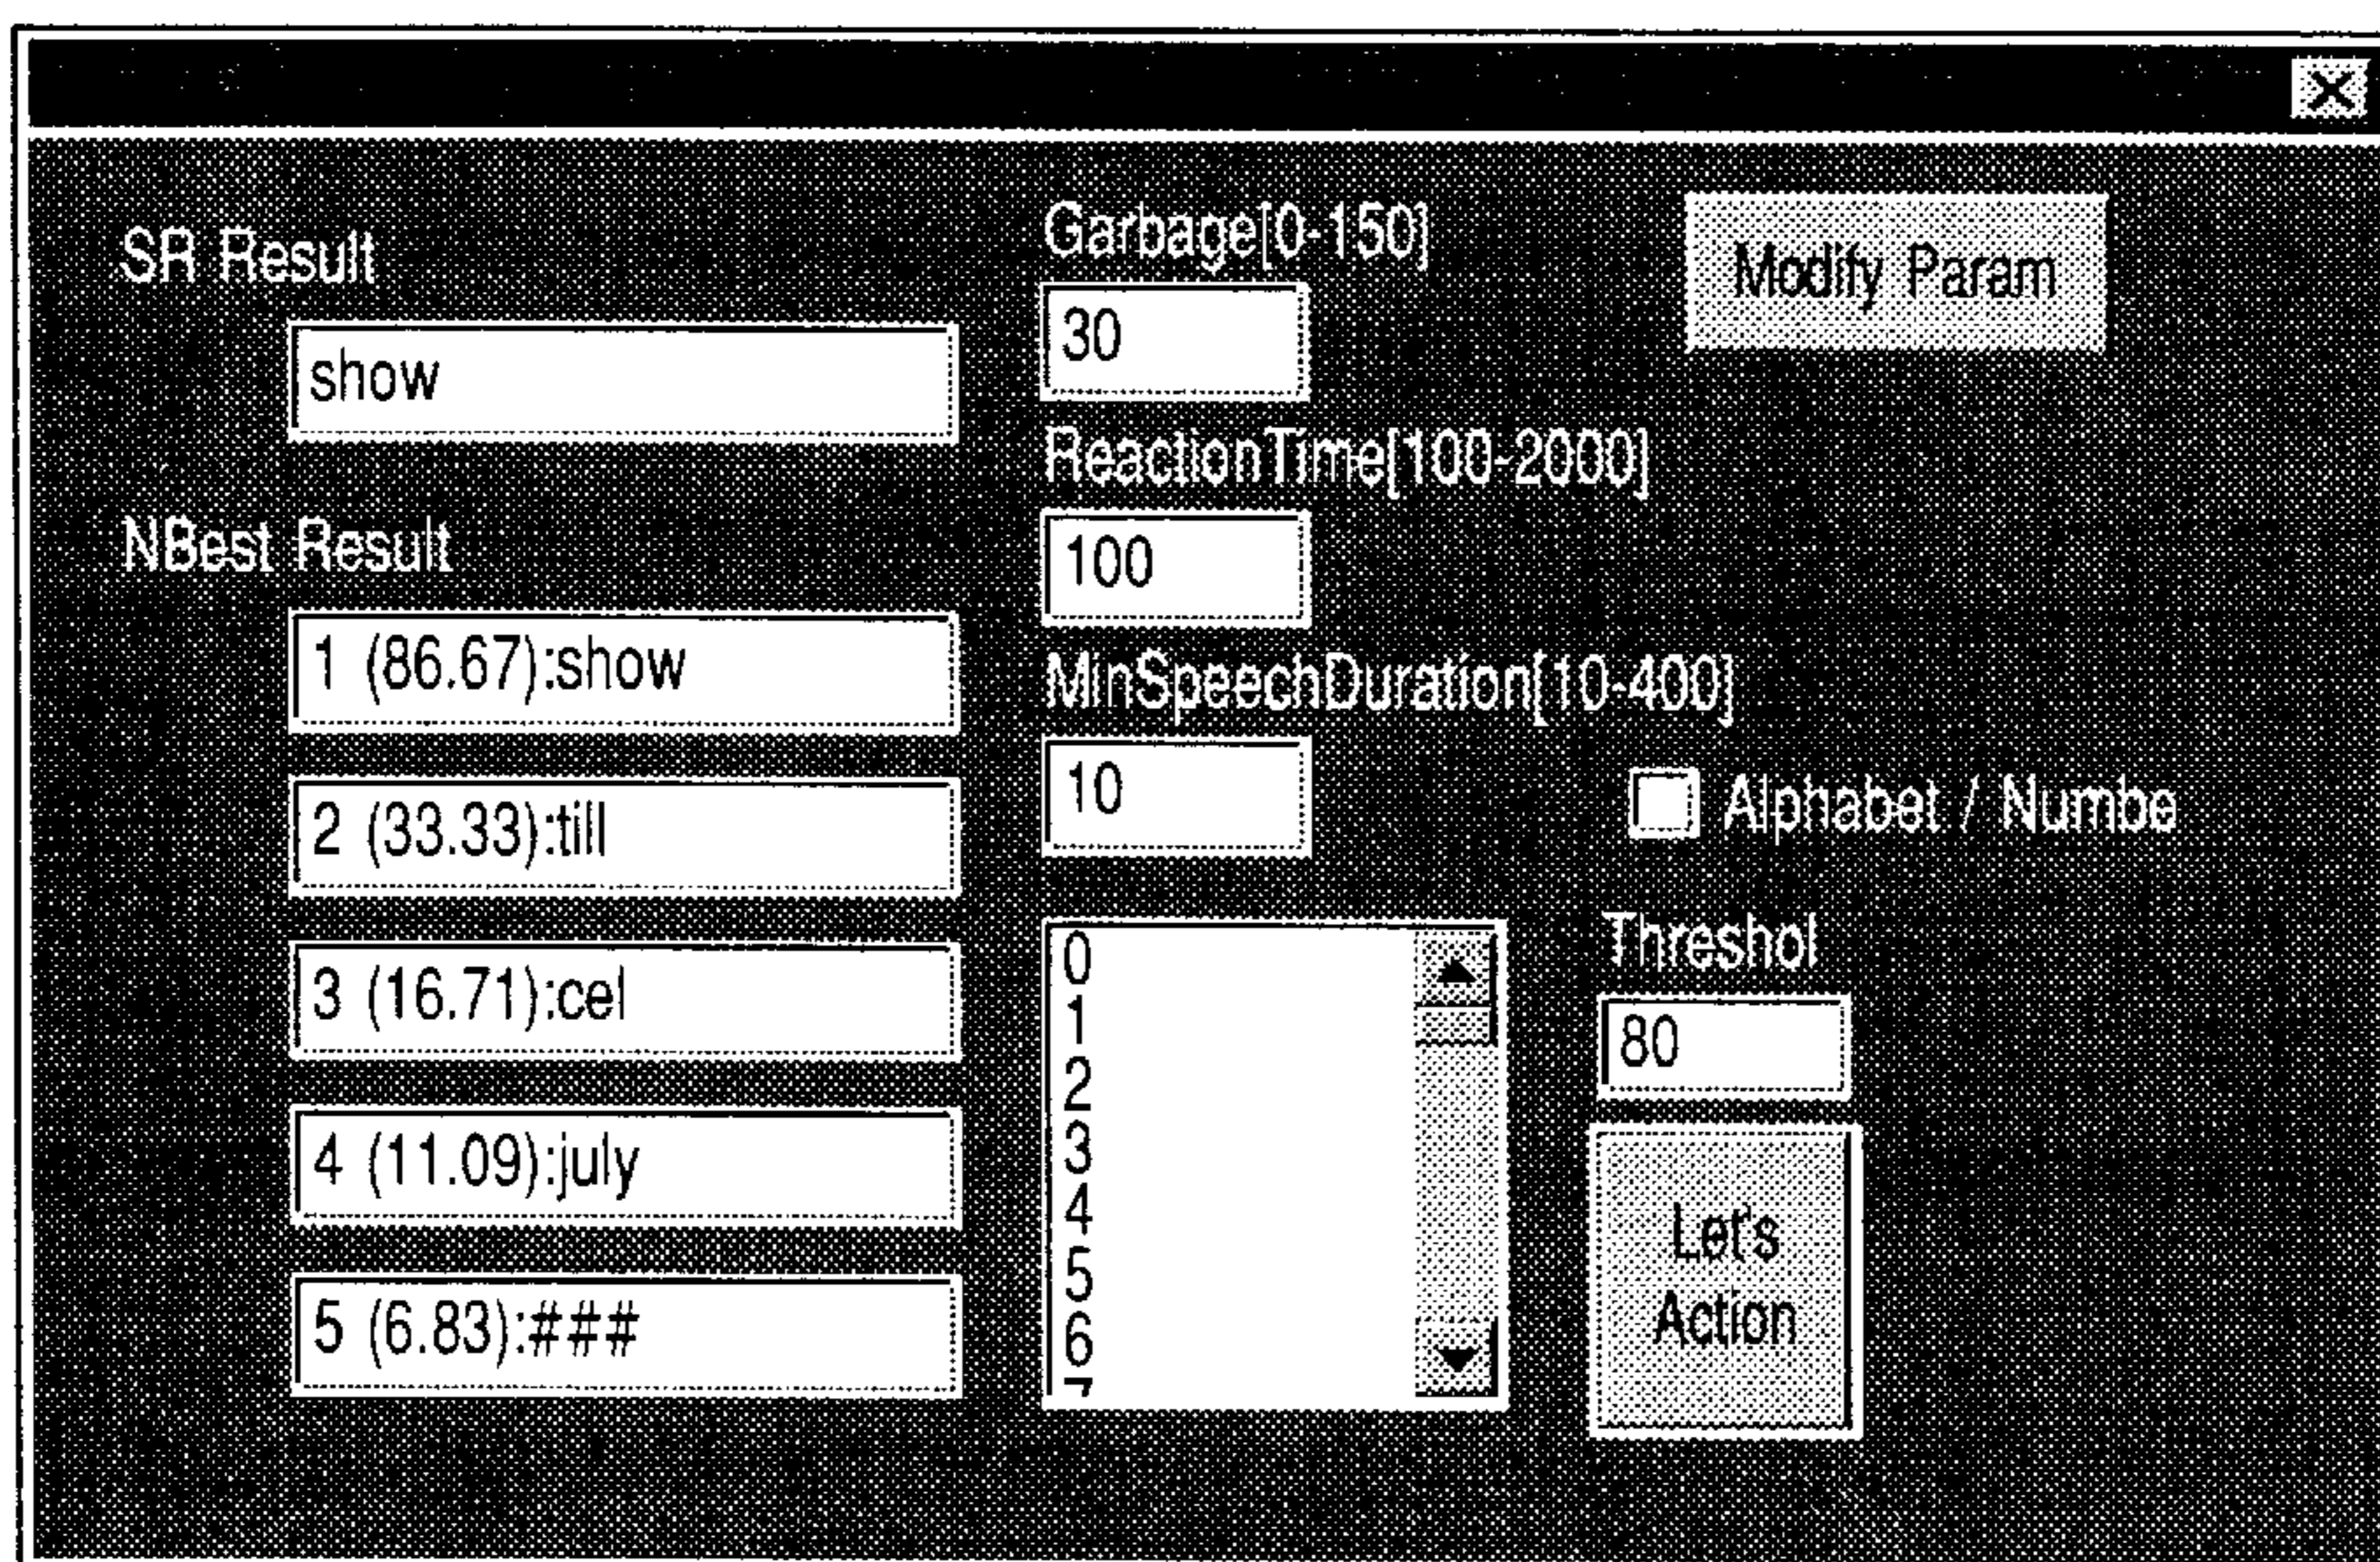 SR Result
show
NBest Result
1 (86.67):show
2 (33.33):till
3 (16.71):cel
4 (11.09):july
5 (6.83):###
Garbage[0-150]
30
ReactionTime[100-2000]
100
MinSpeechDuration[10-400]
10
0
1
2
3
4
5
6
7
Modify Param
Alphabet / Numbe
Threshol
80
Let's
Action